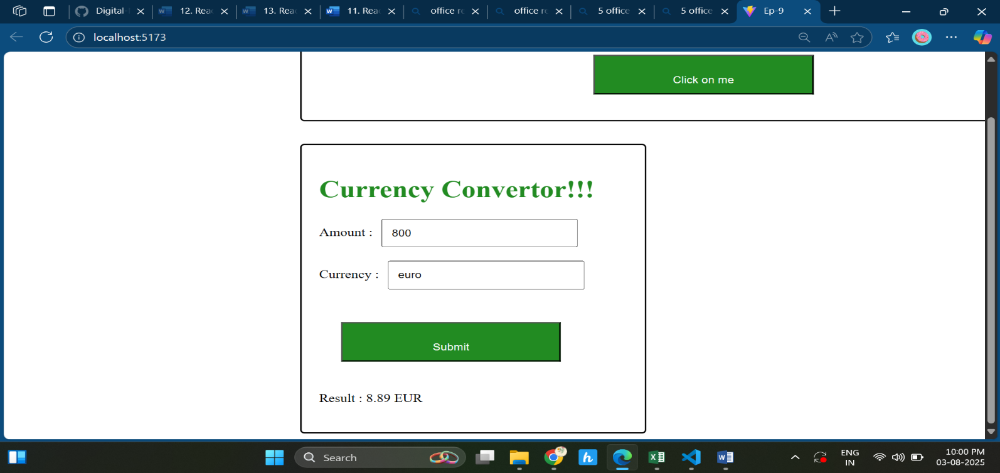 Digital-
12. Rea
13. Rea
11. Rea
office re
office re
5 office
5 office
Ep-9
localhost:5173
Click on me
Currency Convertor!!!
Amount : 800
Currency : euro
Submit
Result : 8.89 EUR
Search
ENG
IN
10:00 PM
03-08-2025